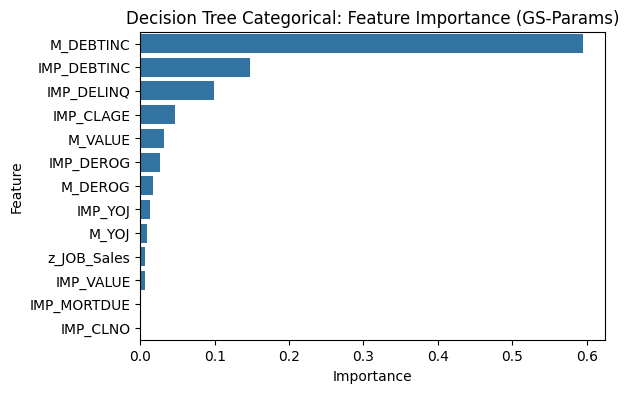 Decision Tree Categorical: Feature Importance (GS-Params)
M_DEBTINC
IMP_DEBTINC
IMP_DELINQ
IMP_CLAGE
M_VALUE
IMP_DEROG
M_DEROG
IMP_YOJ
M_YOJ
z_JOB_Sales
IMP_VALUE
IMP_MORTDUE
IMP_CLNO
Feature
0.0 0.1 0.2 0.3 0.4 0.5 0.6
Importance